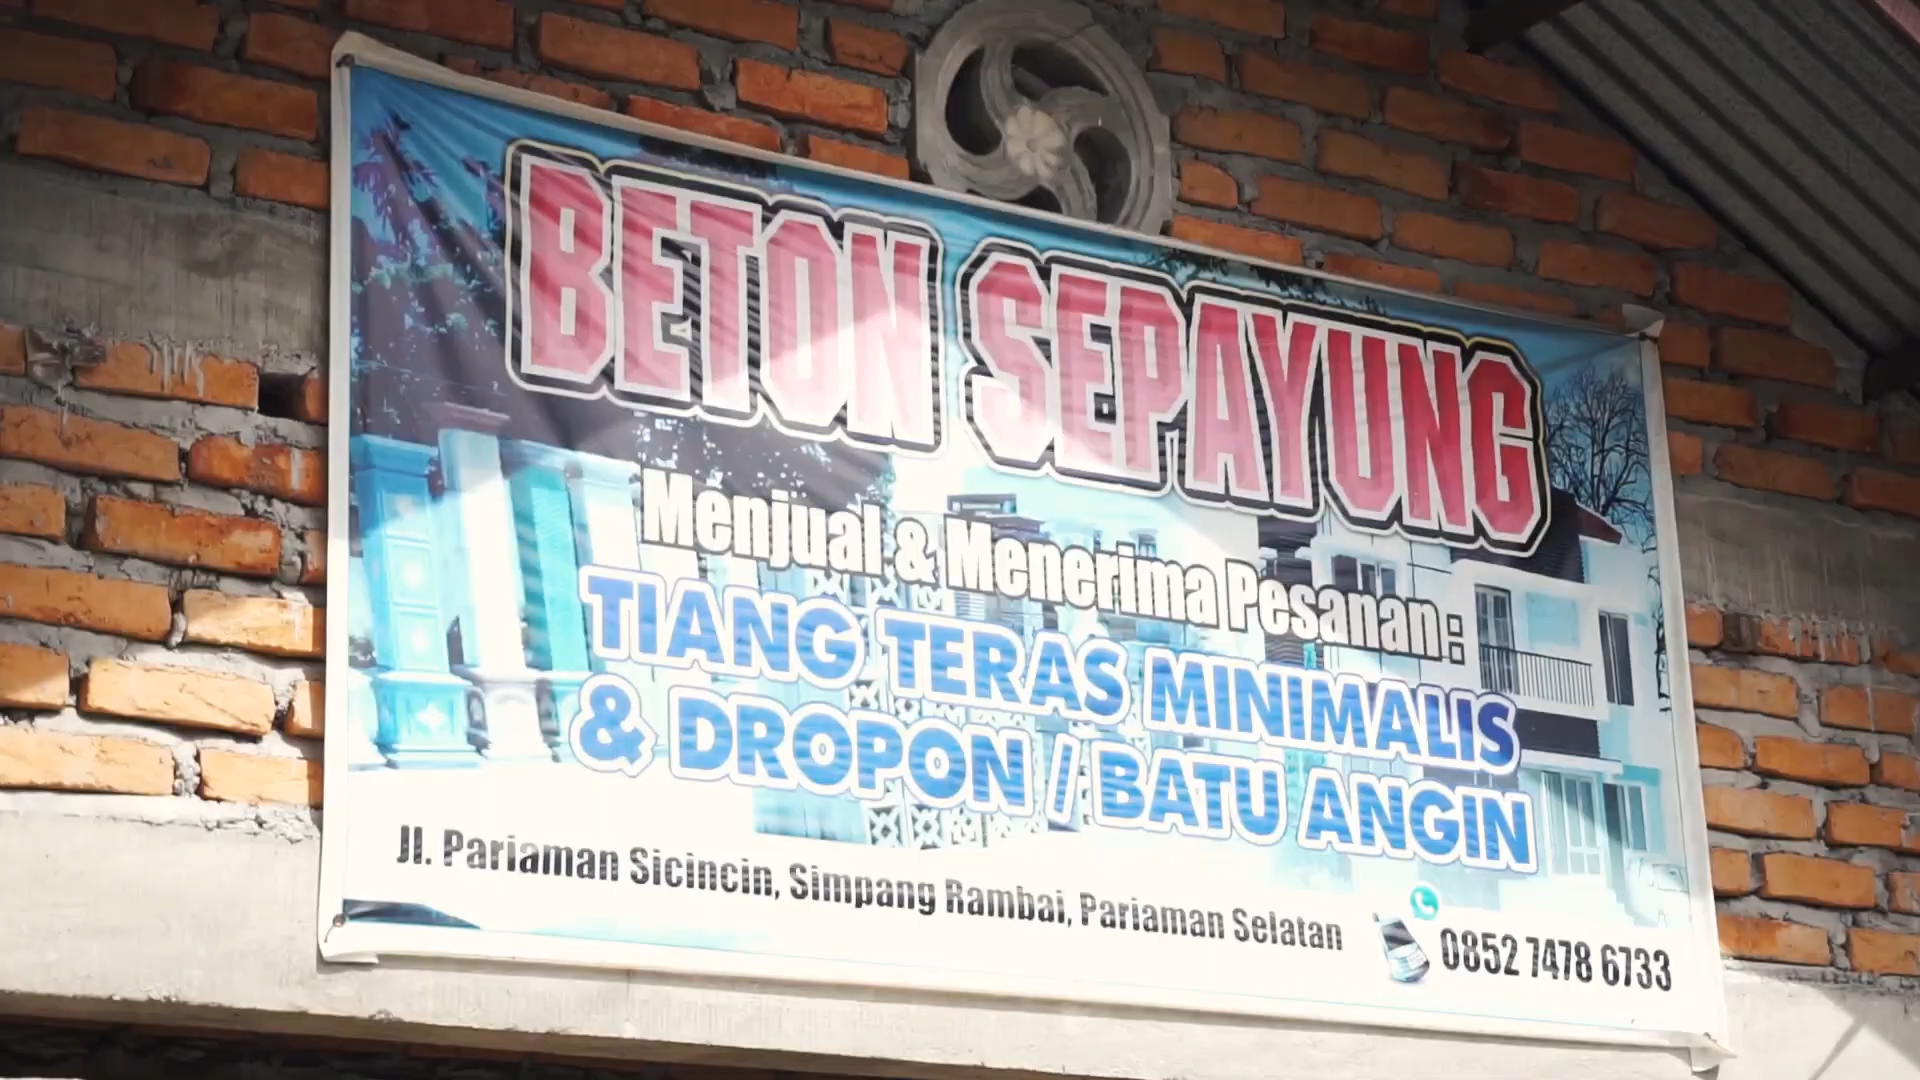 BETON SEPAYUNG
Menjual & Menerima Pesanan :
TIANG TERAS MINIMALIS
& DROPON / BATU ANGIN
Jl. Pariaman Sicincin, Simpang Rambai, Pariaman Selatan
0852 7478 6733